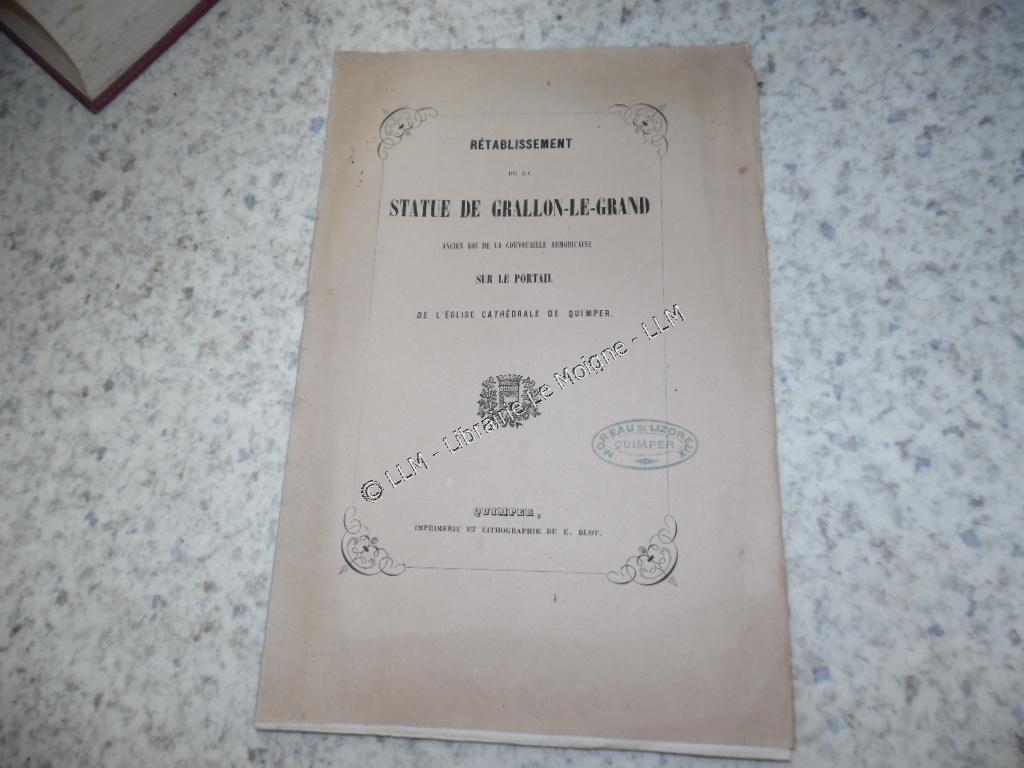 RÉTABLISSEMENT
DE LA
STATUE DE GRALLON-LE-GRAND
ANCIEN ROI DE LA CORNOUAILLE ARMORICAINE
SUR LE PORTAIL
DE L'ÉGLISE CATHÉDRALE DE QUIMPER.
© LLM - Librairie Le Moigne - LLM
MOREAU & LIZOREUX
QUIMPER
QUIMPER,
IMPRIMERIE ET LITHOGRAPHIE DE E. BLOT.